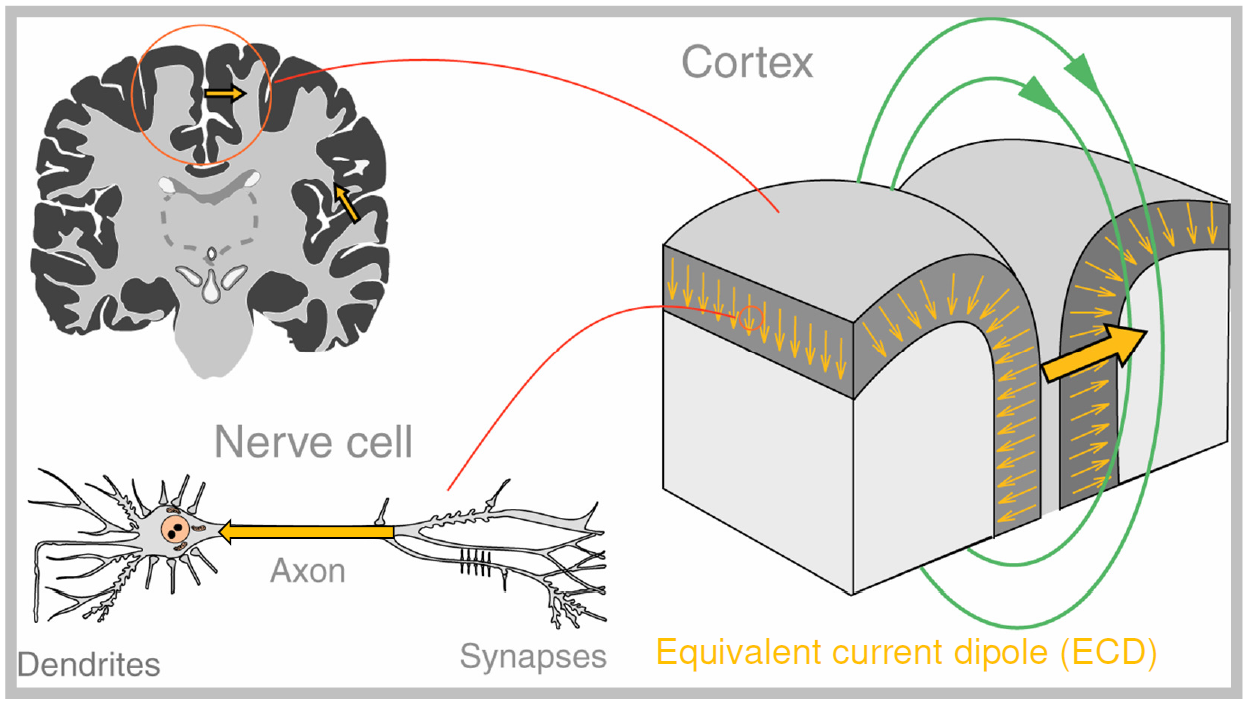 Cortex
Nerve cell
Axon
Dendrites
Synapses
Equivalent current dipole (ECD)